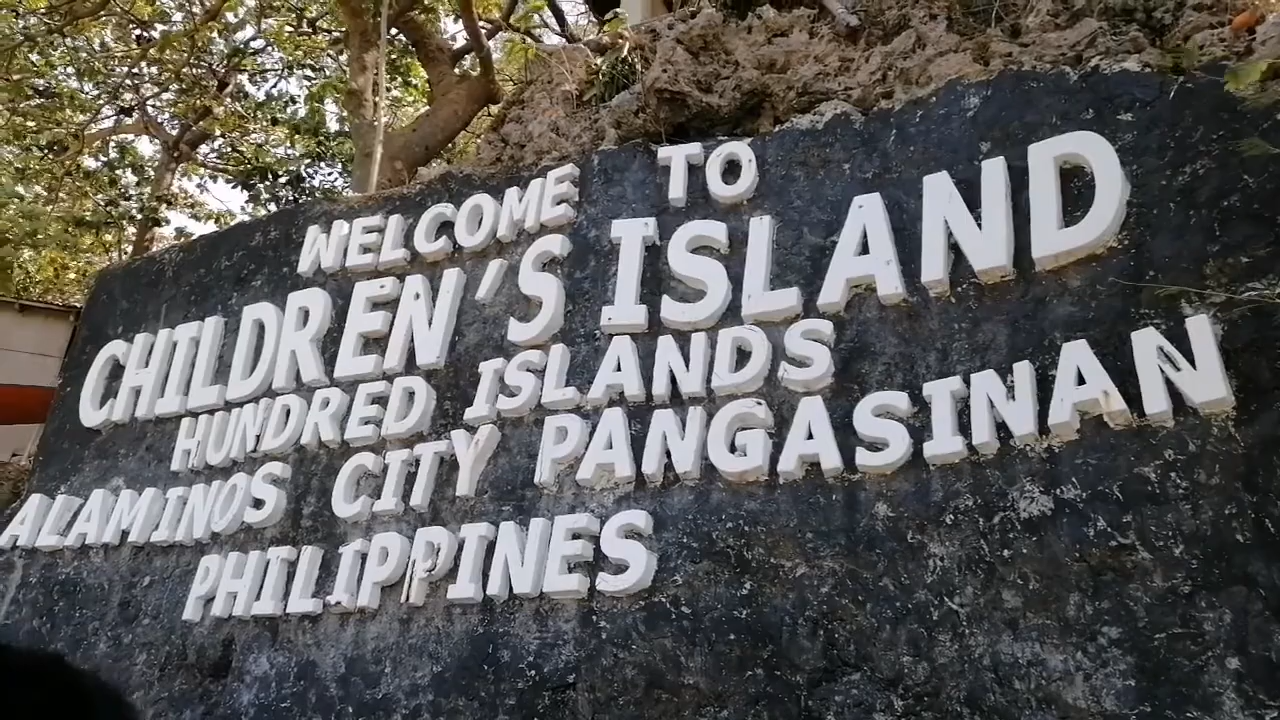 WELCOME TO
CHILDREN'S ISLAND
HUNDRED ISLANDS
ALAMINOS CITY PANGASINAN
PHILIPPINES